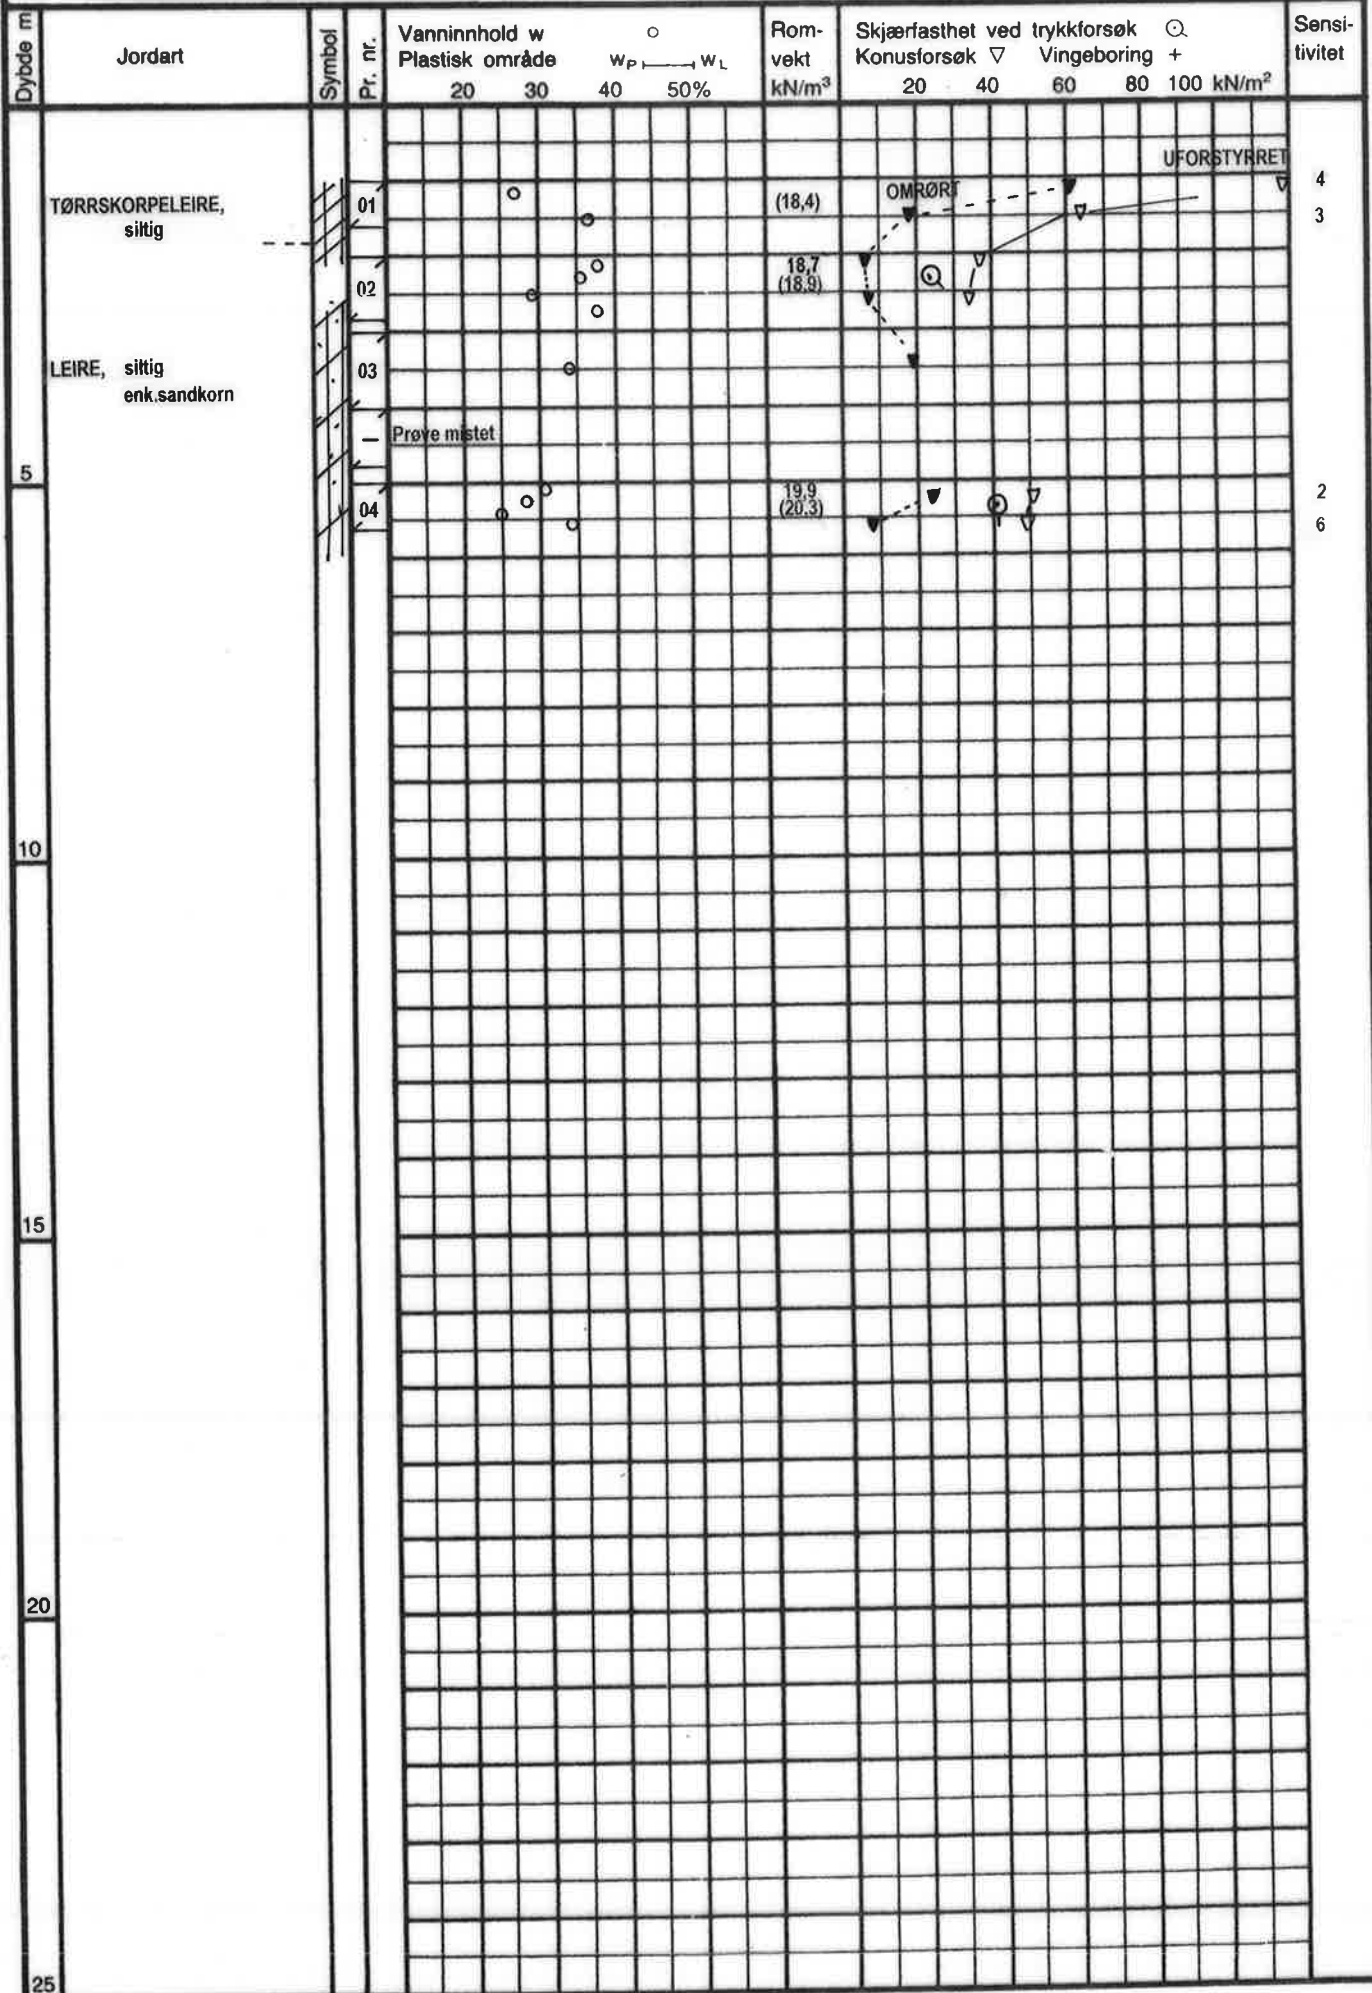 Dybde m
Jordart
Symbol
Pr. nr.
Vanninnhold w
Plastisk område wP wL
20 30 40 50%
Rom-
vekt
kN/m³
Skjærfasthet ved trykkforsøk
Konusforsøk ▽ Vingeboring +
20 40 60 80 100 kN/m²
Sensi-
tivitet
UFORSTYRRET
4
TØRRSKORPELEIRE,
siltig
01
(18,4)
OMRØRT
3
02
18,7
(18,9)
LEIRE, siltig
enk.sandkorn
03
–
Prøve mistet
5
04
19,9
(20,3)
2
6
10
15
20
25